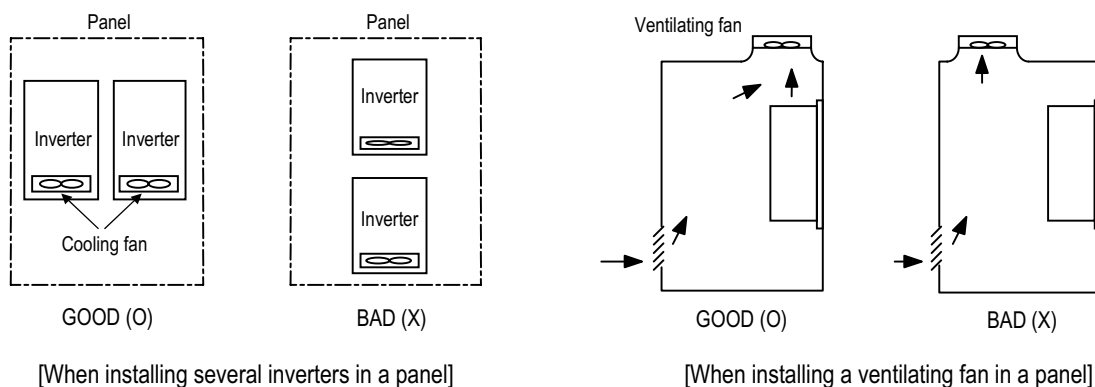 Panel
Inverter
Inverter
Cooling fan
GOOD (O)
Panel
Inverter
Inverter
BAD (X)
[When installing several inverters in a panel]
Ventilating fan
GOOD (O)
BAD (X)
[When installing a ventilating fan in a panel]